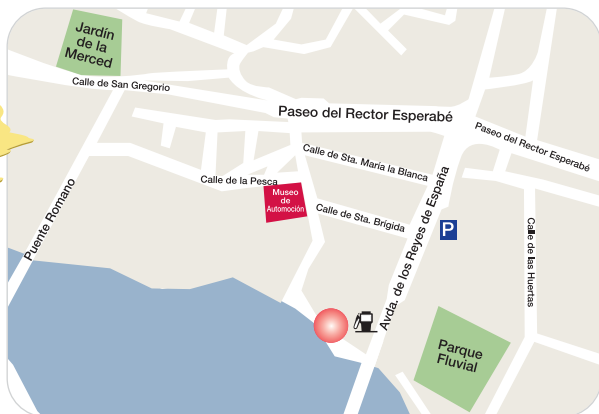 Jardín
de la
Merced
Calle de San Gregorio
Paseo del Rector Esperabé
Paseo del Rector Esperabé
Calle de Sta. María la Blanca
Calle de la Pesca
Museo
de
Automoción
Calle de Sta. Brígida
Puente Romano
P
Avda. de los Reyes de España
Calle de las Huertas
Parque
Fluvial